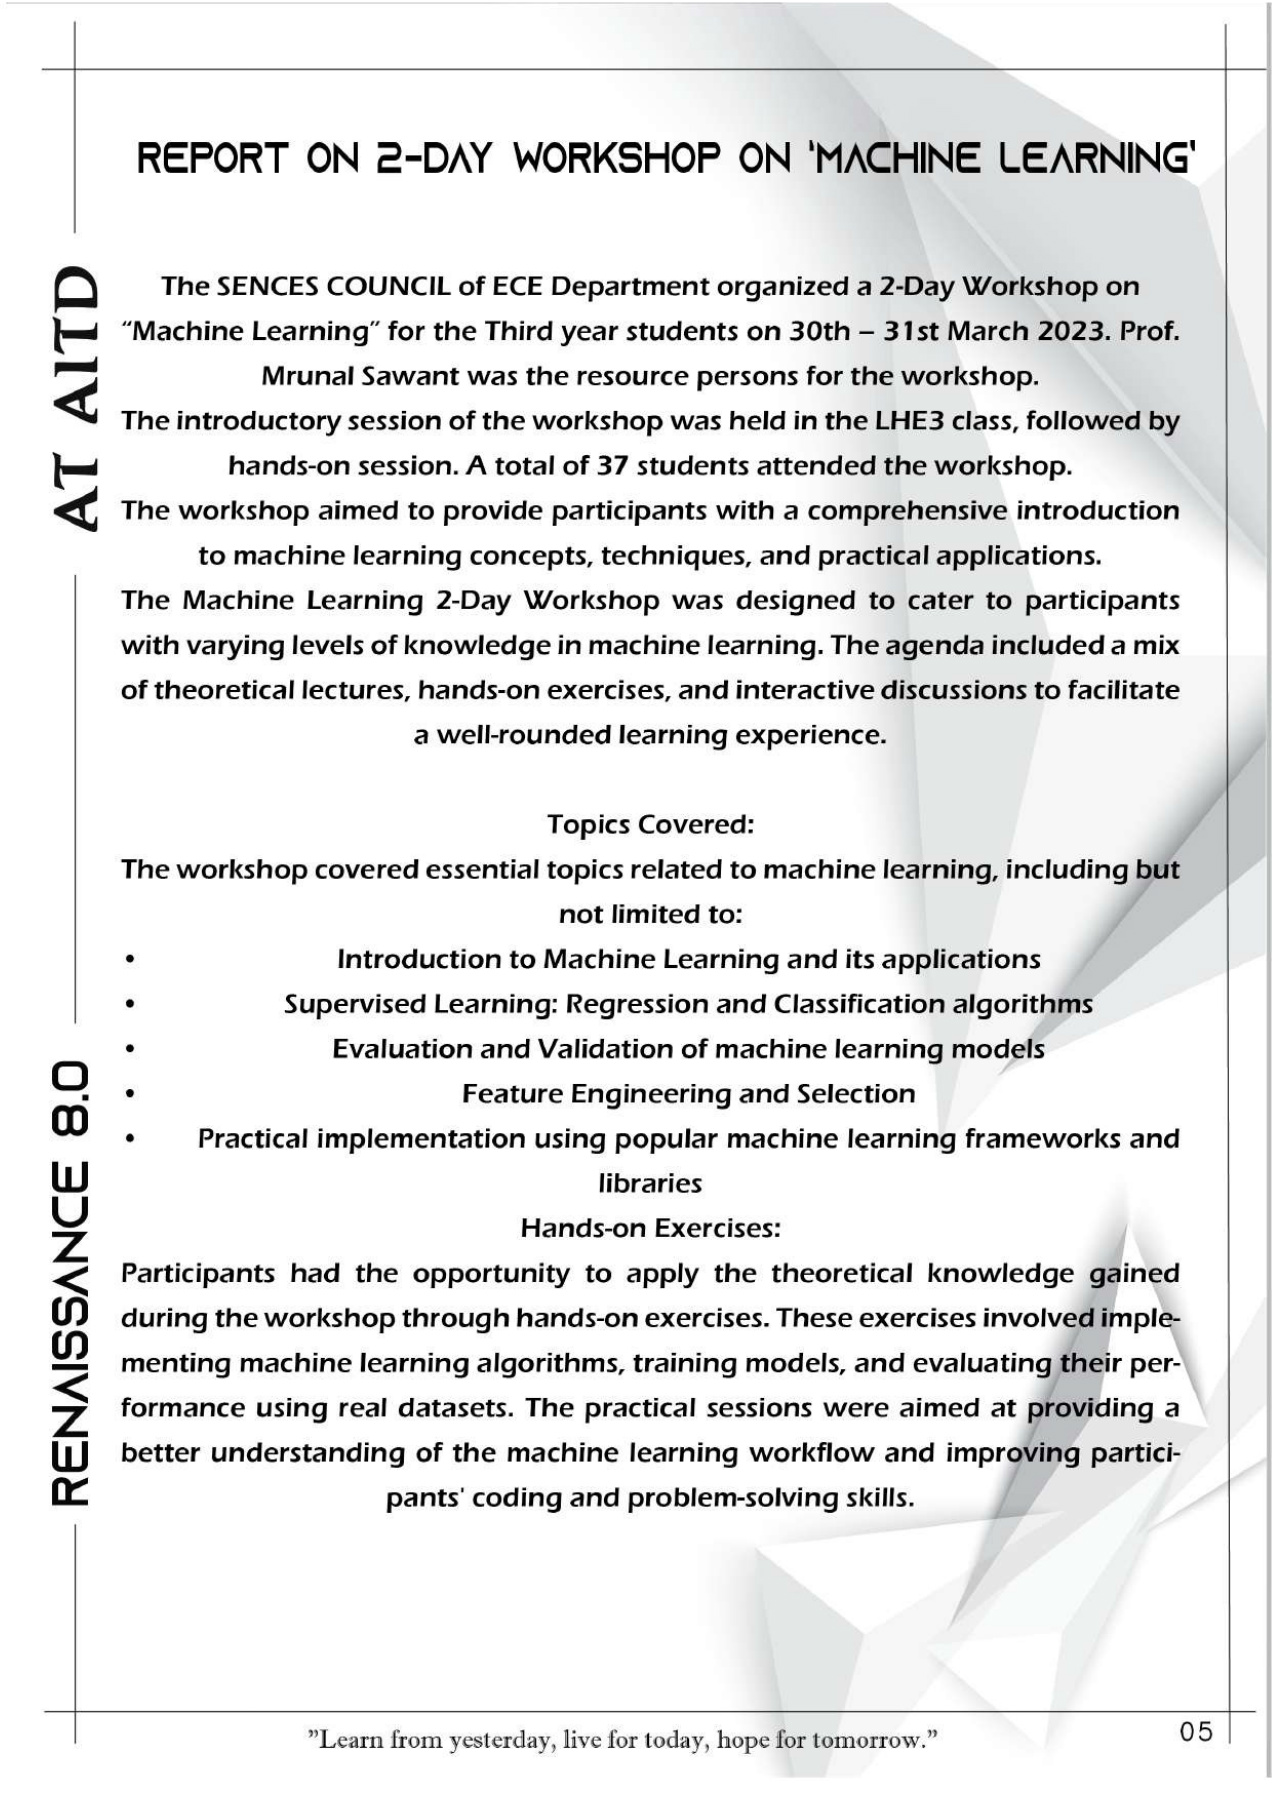 REPORT ON 2-DAY WORKSHOP ON 'MACHINE LEARNING'
AT AITD
RENAISSANCE 8.0
The SENCES COUNCIL of ECE Department organized a 2-Day Workshop on
“Machine Learning” for the Third year students on 30th – 31st March 2023. Prof.
Mrunal Sawant was the resource persons for the workshop.
The introductory session of the workshop was held in the LHE3 class, followed by
hands-on session. A total of 37 students attended the workshop.
The workshop aimed to provide participants with a comprehensive introduction
to machine learning concepts, techniques, and practical applications.
The Machine Learning 2-Day Workshop was designed to cater to participants
with varying levels of knowledge in machine learning. The agenda included a mix
of theoretical lectures, hands-on exercises, and interactive discussions to facilitate
a well-rounded learning experience.
Topics Covered:
The workshop covered essential topics related to machine learning, including but
not limited to:
• Introduction to Machine Learning and its applications
• Supervised Learning: Regression and Classification algorithms
• Evaluation and Validation of machine learning models
• Feature Engineering and Selection
• Practical implementation using popular machine learning frameworks and
libraries
Hands-on Exercises:
Participants had the opportunity to apply the theoretical knowledge gained
during the workshop through hands-on exercises. These exercises involved imple-
menting machine learning algorithms, training models, and evaluating their per-
formance using real datasets. The practical sessions were aimed at providing a
better understanding of the machine learning workflow and improving partici-
pants' coding and problem-solving skills.
”Learn from yesterday, live for today, hope for tomorrow.”
05